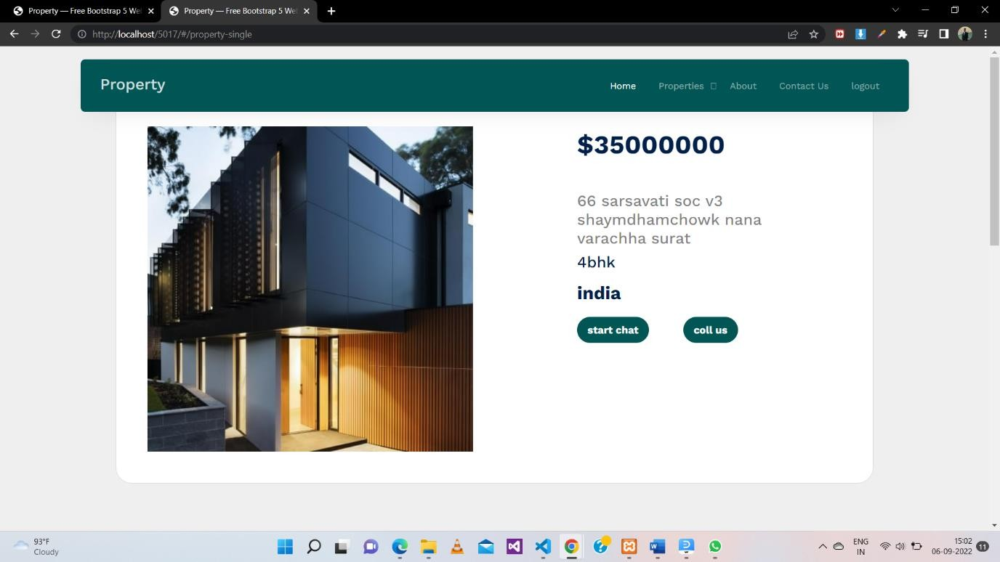 Property — Free Bootstrap 5 We
Property — Free Bootstrap 5 We
http://localhost/5017/#/property-single
Property
Home
Properties
About
Contact Us
logout
$35000000
66 sarsavati soc v3
shaymdhamchowk nana
varachha surat
4bhk
india
start chat
coll us
93°F
Cloudy
ENG
IN
15:02
06-09-2022
11